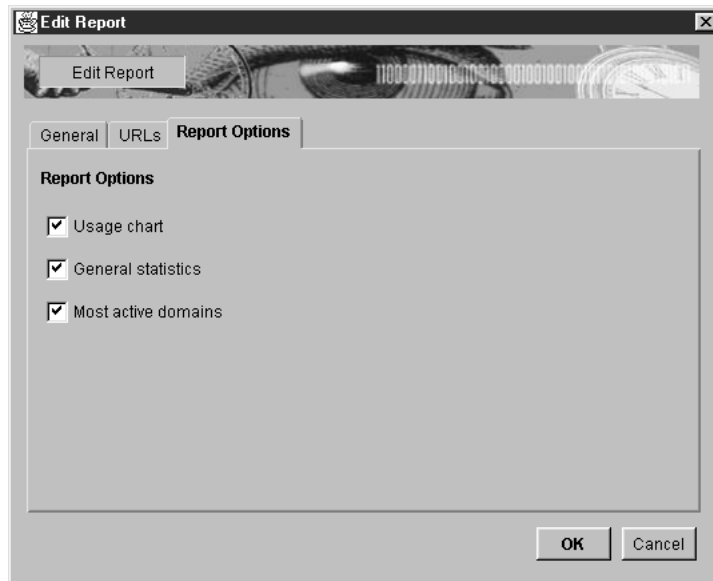 Edit Report
Edit Report
General URLs Report Options
Report Options
Usage chart
General statistics
Most active domains
OK Cancel